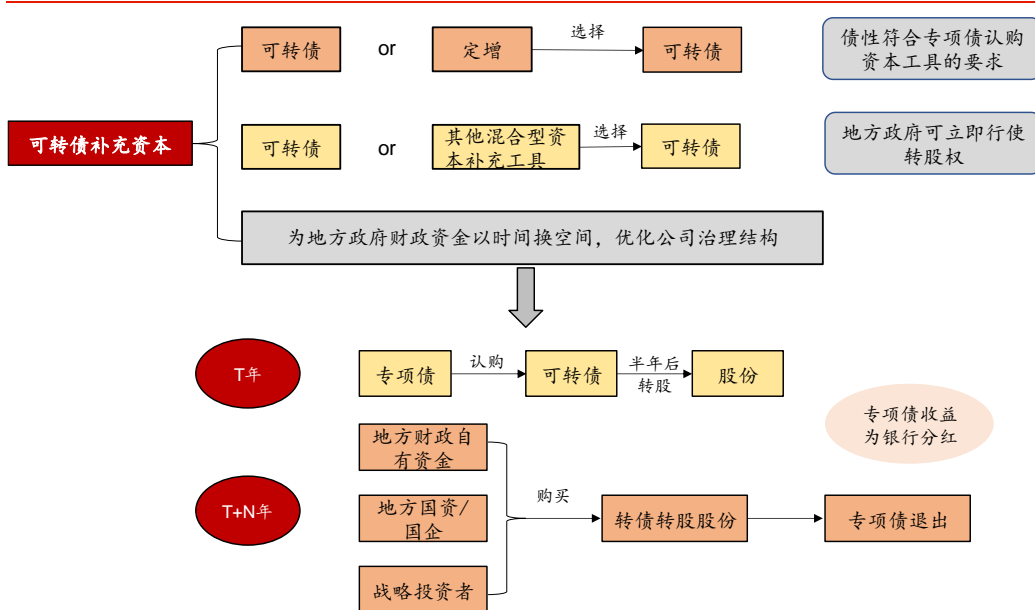 可转债
or
定增
选择
可转债
债性符合专项债认购
资本工具的要求
可转债补充资本
可转债
or
其他混合型资
本补充工具
选择
可转债
地方政府可立即行使
转股权
为地方政府财政资金以时间换空间，优化公司治理结构
T年
专项债
认购
可转债
半年后
转股
股份
专项债收益
为银行分红
地方财政自
有资金
T+N年
地方国资/
国企
购买
转债转股股份
专项债退出
战略投资者